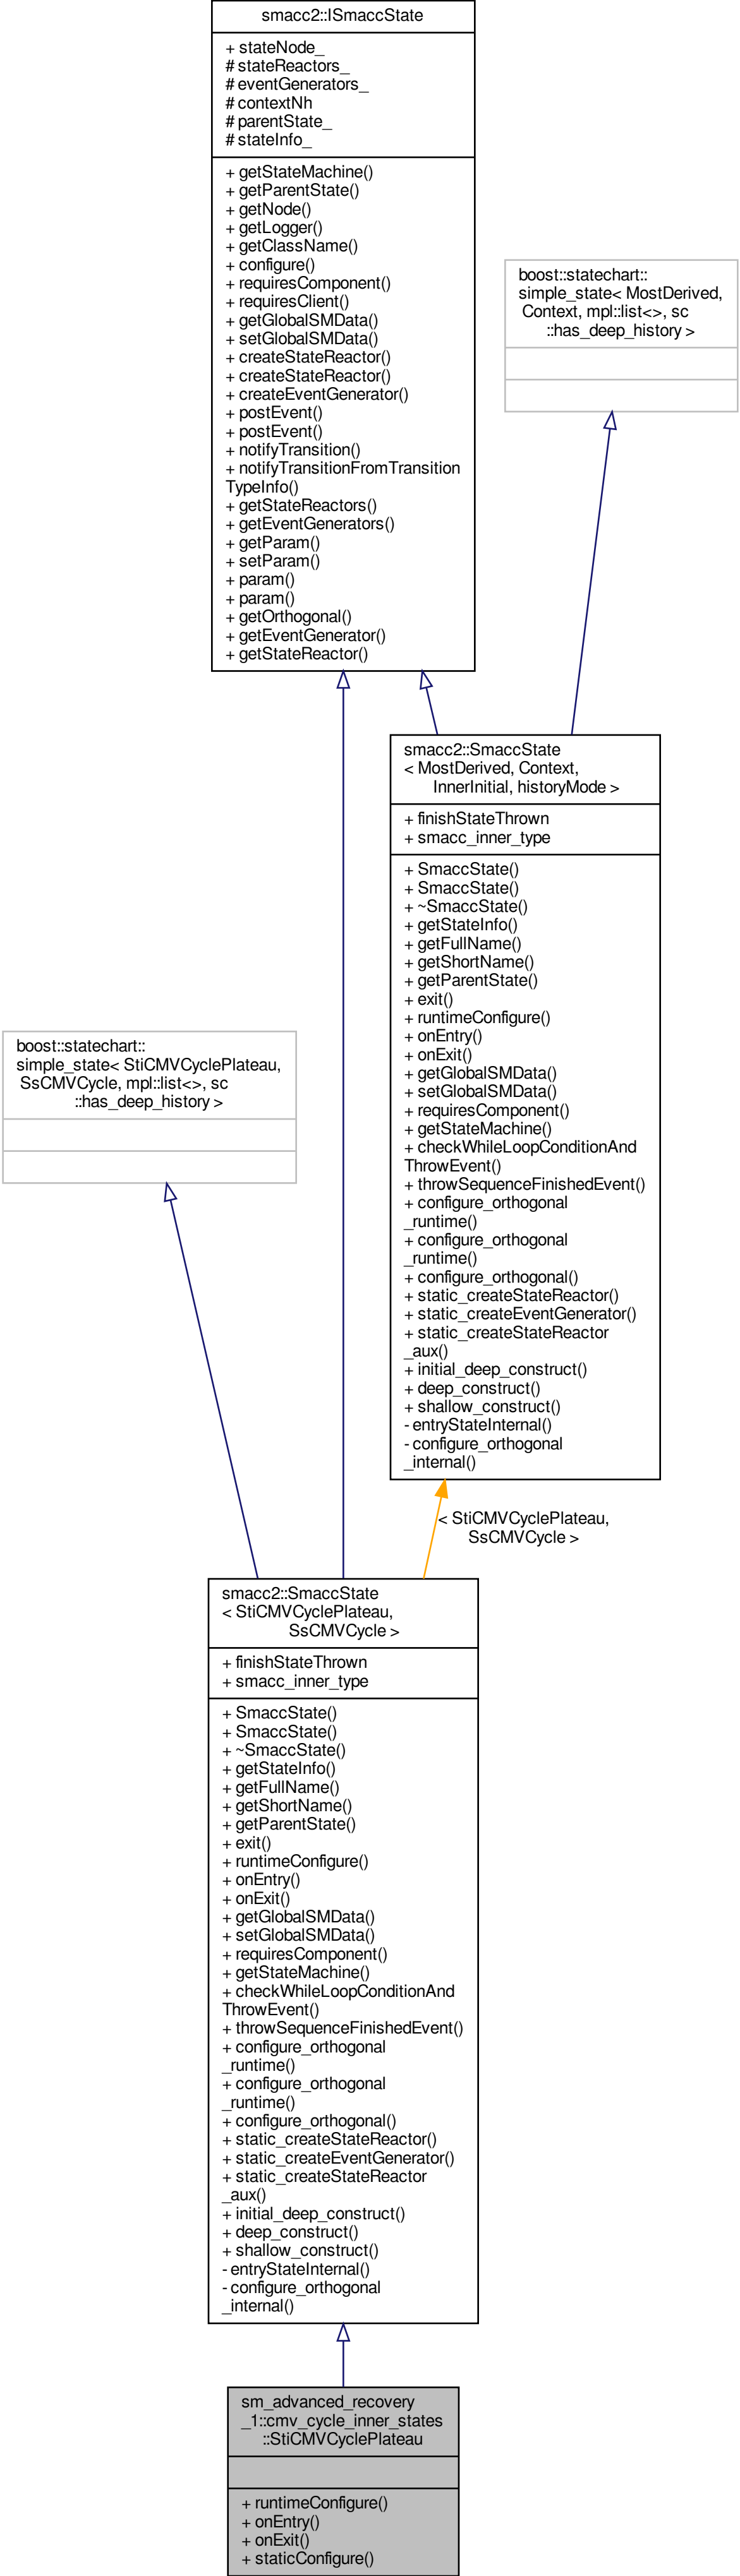 smacc2::ISmaccState
+ stateNode_
# stateReactors_
# eventGenerators_
# contextNh
# parentState_
# stateInfo_
+ getStateMachine()
+ getParentState()
+ getNode()
+ getLogger()
+ getClassName()
+ configure()
+ requiresComponent()
+ requiresClient()
+ getGlobalSMData()
+ setGlobalSMData()
+ createStateReactor()
+ createStateReactor()
+ createEventGenerator()
+ postEvent()
+ postEvent()
+ notifyTransition()
+ notifyTransitionFromTransition
TypeInfo()
+ getStateReactors()
+ getEventGenerators()
+ getParam()
+ setParam()
+ param()
+ param()
+ getOrthogonal()
+ getEventGenerator()
+ getStateReactor()
boost::statechart::
simple_state< MostDerived,
Context, mpl::list<>, sc
::has_deep_history >
smacc2::SmaccState
< MostDerived, Context,
InnerInitial, historyMode >
+ finishStateThrown
+ smacc_inner_type
+ SmaccState()
+ SmaccState()
+ ~SmaccState()
+ getStateInfo()
+ getFullName()
+ getShortName()
+ getParentState()
+ exit()
+ runtimeConfigure()
+ onEntry()
+ onExit()
+ getGlobalSMData()
+ setGlobalSMData()
+ requiresComponent()
+ getStateMachine()
+ checkWhileLoopConditionAnd
ThrowEvent()
+ throwSequenceFinishedEvent()
+ configure_orthogonal
_runtime()
+ configure_orthogonal
_runtime()
+ configure_orthogonal()
+ static_createStateReactor()
+ static_createEventGenerator()
+ static_createStateReactor
_aux()
+ initial_deep_construct()
+ deep_construct()
+ shallow_construct()
- entryStateInternal()
- configure_orthogonal
_internal()
boost::statechart::
simple_state< StiCMVCyclePlateau,
SsCMVCycle, mpl::list<>, sc
::has_deep_history >
< StiCMVCyclePlateau,
SsCMVCycle >
smacc2::SmaccState
< StiCMVCyclePlateau,
SsCMVCycle >
+ finishStateThrown
+ smacc_inner_type
+ SmaccState()
+ SmaccState()
+ ~SmaccState()
+ getStateInfo()
+ getFullName()
+ getShortName()
+ getParentState()
+ exit()
+ runtimeConfigure()
+ onEntry()
+ onExit()
+ getGlobalSMData()
+ setGlobalSMData()
+ requiresComponent()
+ getStateMachine()
+ checkWhileLoopConditionAnd
ThrowEvent()
+ throwSequenceFinishedEvent()
+ configure_orthogonal
_runtime()
+ configure_orthogonal
_runtime()
+ configure_orthogonal()
+ static_createStateReactor()
+ static_createEventGenerator()
+ static_createStateReactor
_aux()
+ initial_deep_construct()
+ deep_construct()
+ shallow_construct()
- entryStateInternal()
- configure_orthogonal
_internal()
sm_advanced_recovery
_1::cmv_cycle_inner_states
::StiCMVCyclePlateau
+ runtimeConfigure()
+ onEntry()
+ onExit()
+ staticConfigure()